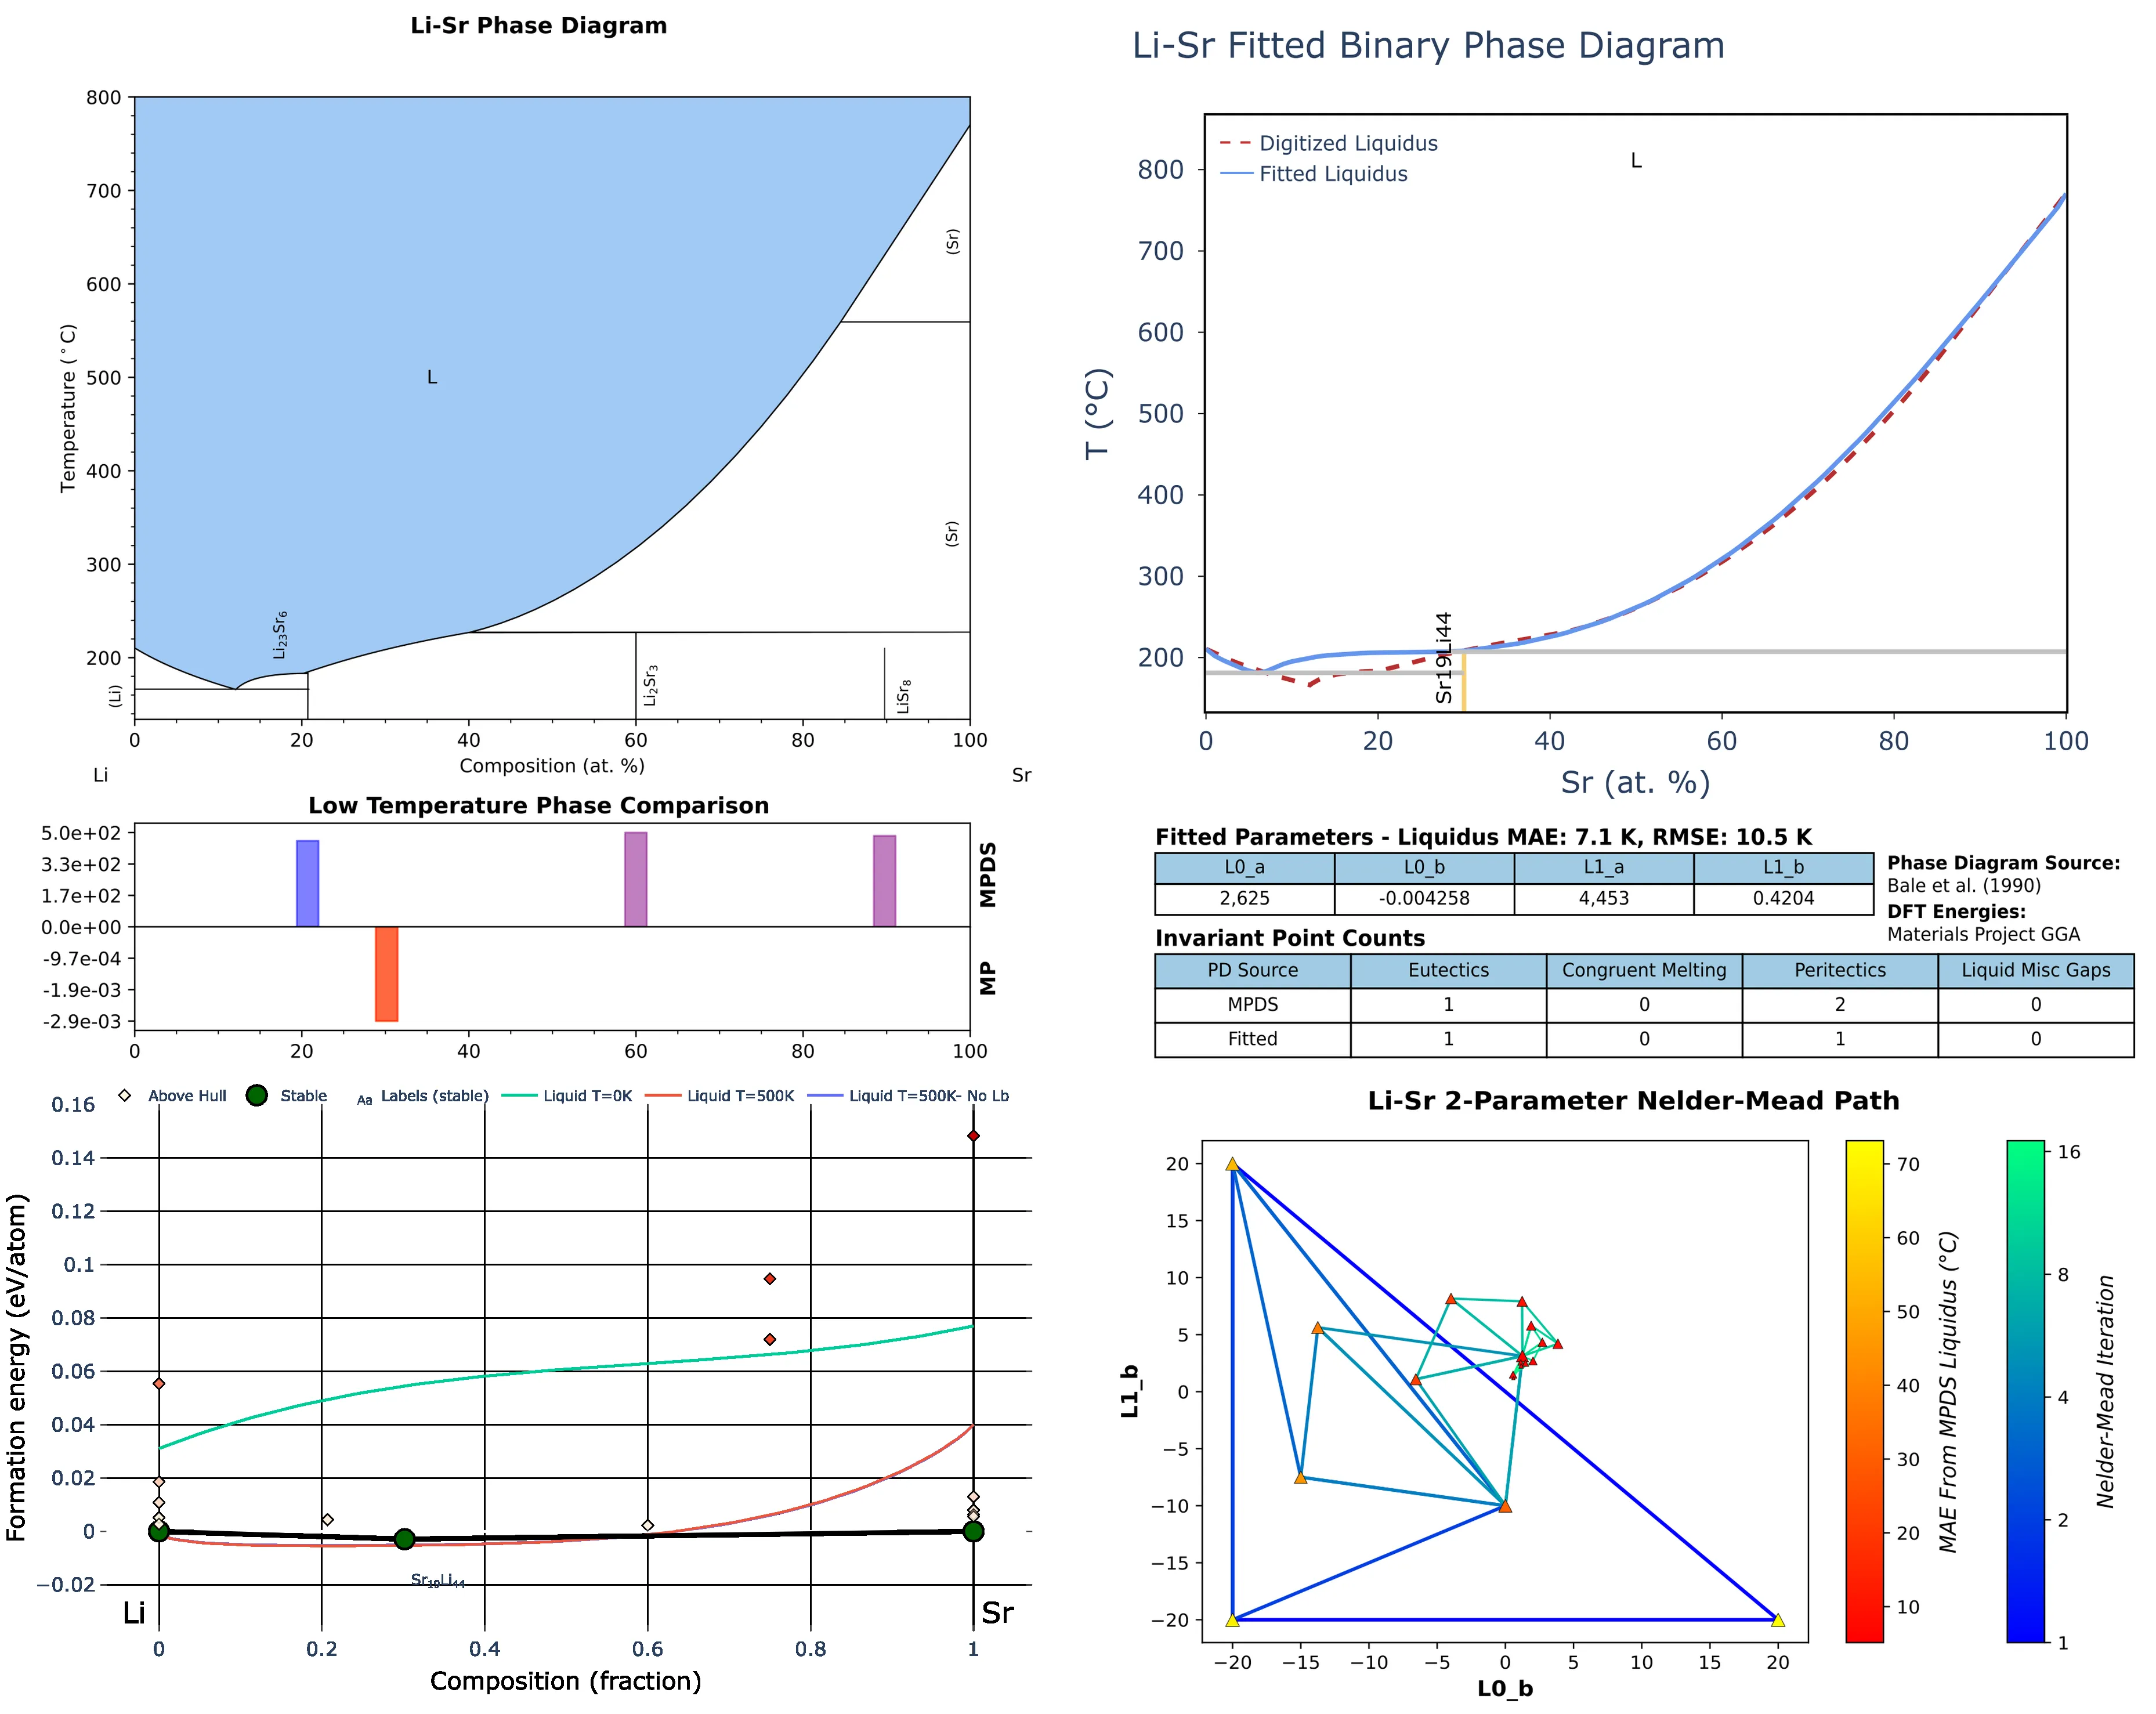 Li-Sr Phase Diagram
800
700
600
500
400
300
200
Temperature (°C)
L
(Sr)
(Sr)
(Li)
Li₂₃Sr₆
Li₂Sr₃
LiSr₈
0 20 40 60 80 100
Composition (at. %)
Li Sr
Li-Sr Fitted Binary Phase Diagram
Digitized Liquidus
Fitted Liquidus
L
800
700
600
500
400
300
200
T (°C)
Sr19Li44
0 20 40 60 80 100
Sr (at. %)
Low Temperature Phase Comparison
5.0e+02
3.3e+02
1.7e+02
0.0e+00
-9.7e-04
-1.9e-03
-2.9e-03
MPDS
MP
0 20 40 60 80 100
Fitted Parameters - Liquidus MAE: 7.1 K, RMSE: 10.5 K
L0_a L0_b L1_a L1_b
2,625 -0.004258 4,453 0.4204
Phase Diagram Source:
Bale et al. (1990)
DFT Energies:
Materials Project GGA
Invariant Point Counts
PD Source Eutectics Congruent Melting Peritectics Liquid Misc Gaps
MPDS 1 0 2 0
Fitted 1 0 1 0
Above Hull Stable Aa Labels (stable) Liquid T=0K Liquid T=500K Liquid T=500K- No Lb
0.16
0.14
0.12
0.1
0.08
0.06
0.04
0.02
0
−0.02
Formation energy (eV/atom)
Sr₁₉Li₄₄
Li Sr
0 0.2 0.4 0.6 0.8 1
Composition (fraction)
Li-Sr 2-Parameter Nelder-Mead Path
20
15
10
5
0
−5
−10
−15
−20
L1_b
−20 −15 −10 −5 0 5 10 15 20
L0_b
70
60
50
40
30
20
10
MAE From MPDS Liquidus (°C)
16
8
4
2
1
Nelder-Mead Iteration